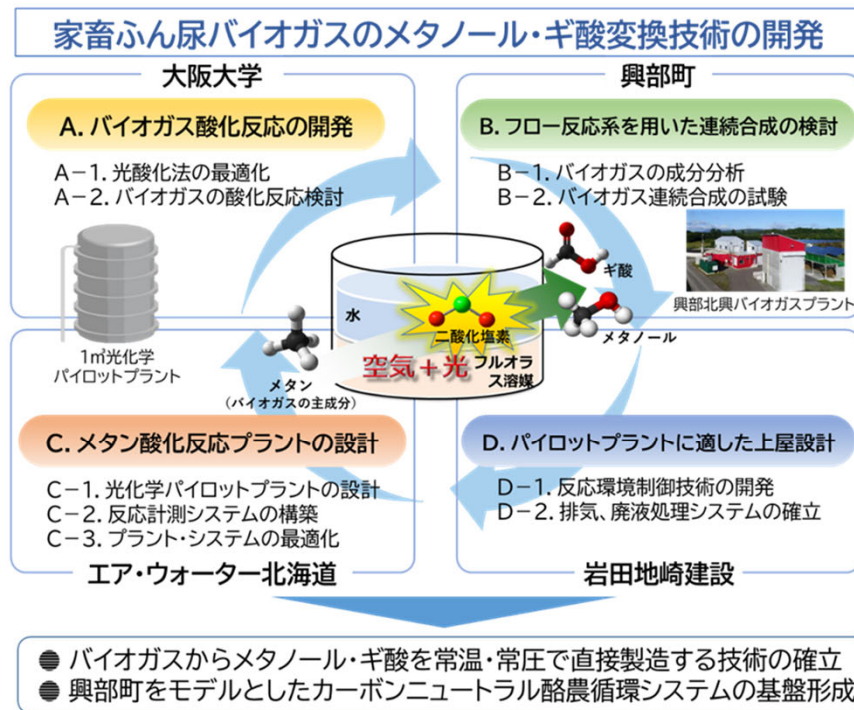 家畜ふん尿バイオガスのメタノール・ギ酸変換技術の開発
大阪大学
A. バイオガス酸化反応の開発
A－1. 光酸化法の最適化
A－2. バイオガスの酸化反応検討
1㎥光化学
パイロットプラント
興部町
B. フロー反応系を用いた連続合成の検討
B－1. バイオガスの成分分析
B－2. バイオガス連続合成の試験
興部北興バイオガスプラント
水
二酸化塩素
空気＋光
フルオラ
ス溶媒
メタン
（バイオガスの主成分）
ギ酸
メタノール
C. メタン酸化反応プラントの設計
C－1. 光化学パイロットプラントの設計
C－2. 反応計測システムの構築
C－3. プラント・システムの最適化
エア・ウォーター北海道
D. パイロットプラントに適した上屋設計
D－1. 反応環境制御技術の開発
D－2. 排気、廃液処理システムの確立
岩田地崎建設
● バイオガスからメタノール・ギ酸を常温・常圧で直接製造する技術の確立
● 興部町をモデルとしたカーボンニュートラル酪農循環システムの基盤形成